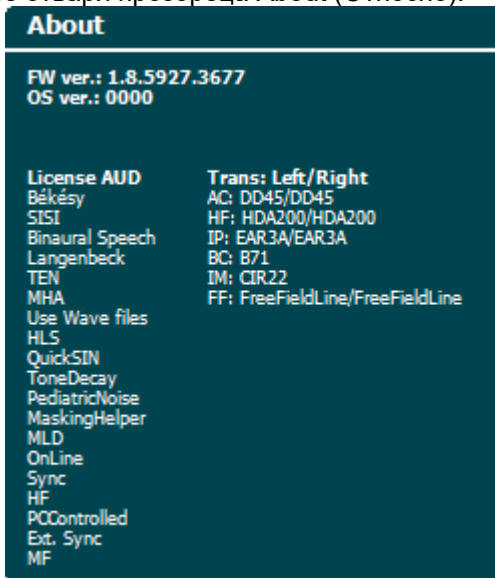 About (Относно).
About
FW ver.: 1.8.5927.3677
OS ver.: 0000
License AUD
Békésy
SISI
Binaural Speech
Langenbeck
TEN
MHA
Use Wave files
HLS
QuickSIN
ToneDecay
PediatricNoise
MaskingHelper
MLD
OnLine
Sync
HF
PCControlled
Ext. Sync
MF
Trans: Left/Right
AC: DD45/DD45
HF: HDA200/HDA200
IP: EAR3A/EAR3A
BC: B71
IM: CIR22
FF: FreeFieldLine/FreeFieldLine